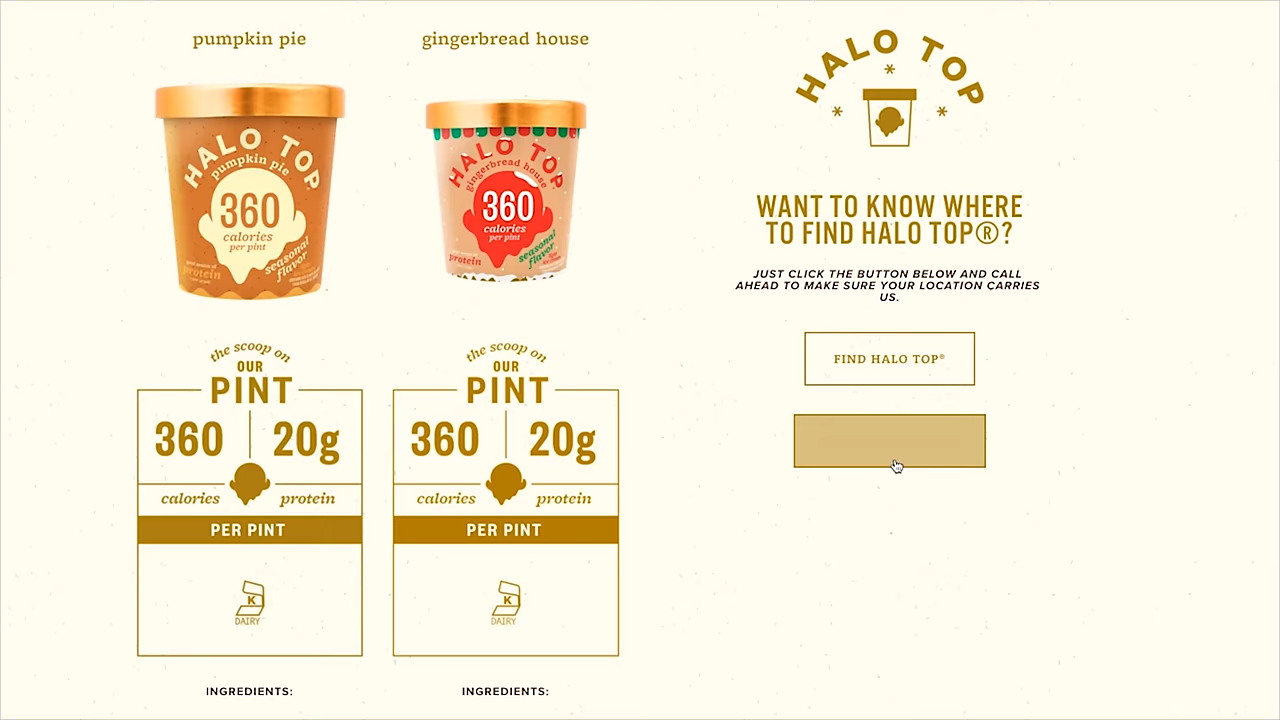 pumpkin pie
HALO TOP
pumpkin pie
360
calories
per pint
protein
seasonal
flavor
the scoop on
OUR
PINT
360
20g
calories
protein
PER PINT
K
DAIRY
INGREDIENTS:
gingerbread house
HALO TOP
gingerbread house
360
calories
per pint
protein
seasonal
flavor
the scoop on
OUR
PINT
360
20g
calories
protein
PER PINT
K
DAIRY
INGREDIENTS:
HALO TOP
WANT TO KNOW WHERE
TO FIND HALO TOP®?
JUST CLICK THE BUTTON BELOW AND CALL
AHEAD TO MAKE SURE YOUR LOCATION CARRIES
US.
FIND HALO TOP®